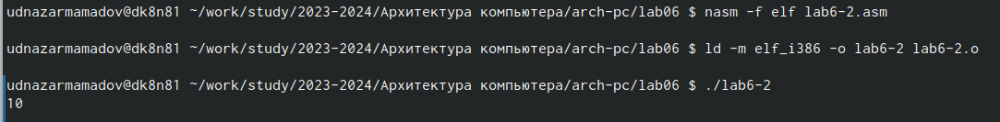 udnazarmamadov@dk8n81 ~/work/study/2023-2024/Архитектура компьютера/arch-pc/lab06 $ nasm -f elf lab6-2.asm
udnazarmamadov@dk8n81 ~/work/study/2023-2024/Архитектура компьютера/arch-pc/lab06 $ ld -m elf_i386 -o lab6-2 lab6-2.o
udnazarmamadov@dk8n81 ~/work/study/2023-2024/Архитектура компьютера/arch-pc/lab06 $ ./lab6-2
10